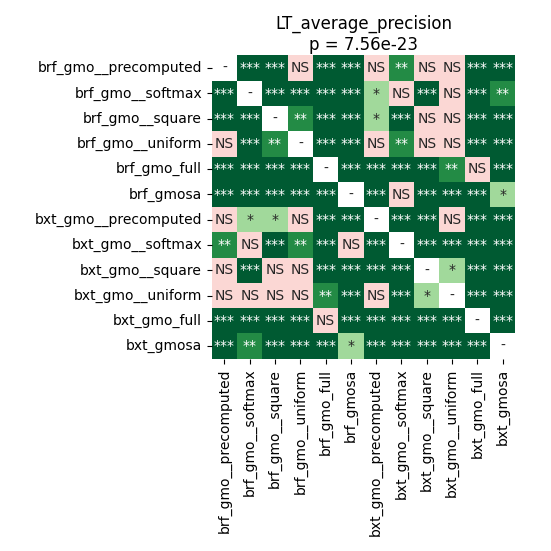 LT_average_precision
p = 7.56e-23
brf_gmo__precomputed - *** *** NS *** *** NS ** NS NS *** ***
brf_gmo__softmax *** - *** *** *** *** * NS *** NS *** **
brf_gmo__square *** *** - ** *** *** * *** NS NS *** ***
brf_gmo__uniform NS *** ** - *** *** NS ** NS NS *** ***
brf_gmo_full *** *** *** *** - *** *** *** *** ** NS ***
brf_gmosa *** *** *** *** *** - *** NS *** *** *** *
bxt_gmo__precomputed NS * * NS *** *** - *** *** NS *** ***
bxt_gmo__softmax ** NS *** ** *** NS *** - *** *** *** ***
bxt_gmo__square NS *** NS NS *** *** *** *** - * *** ***
bxt_gmo__uniform NS NS NS NS ** *** NS *** * - *** ***
bxt_gmo_full *** *** *** *** NS *** *** *** *** *** - ***
bxt_gmosa *** ** *** *** *** * *** *** *** *** *** -
brf_gmo__precomputed
brf_gmo__softmax
brf_gmo__square
brf_gmo__uniform
brf_gmo_full
brf_gmosa
bxt_gmo__precomputed
bxt_gmo__softmax
bxt_gmo__square
bxt_gmo__uniform
bxt_gmo_full
bxt_gmosa